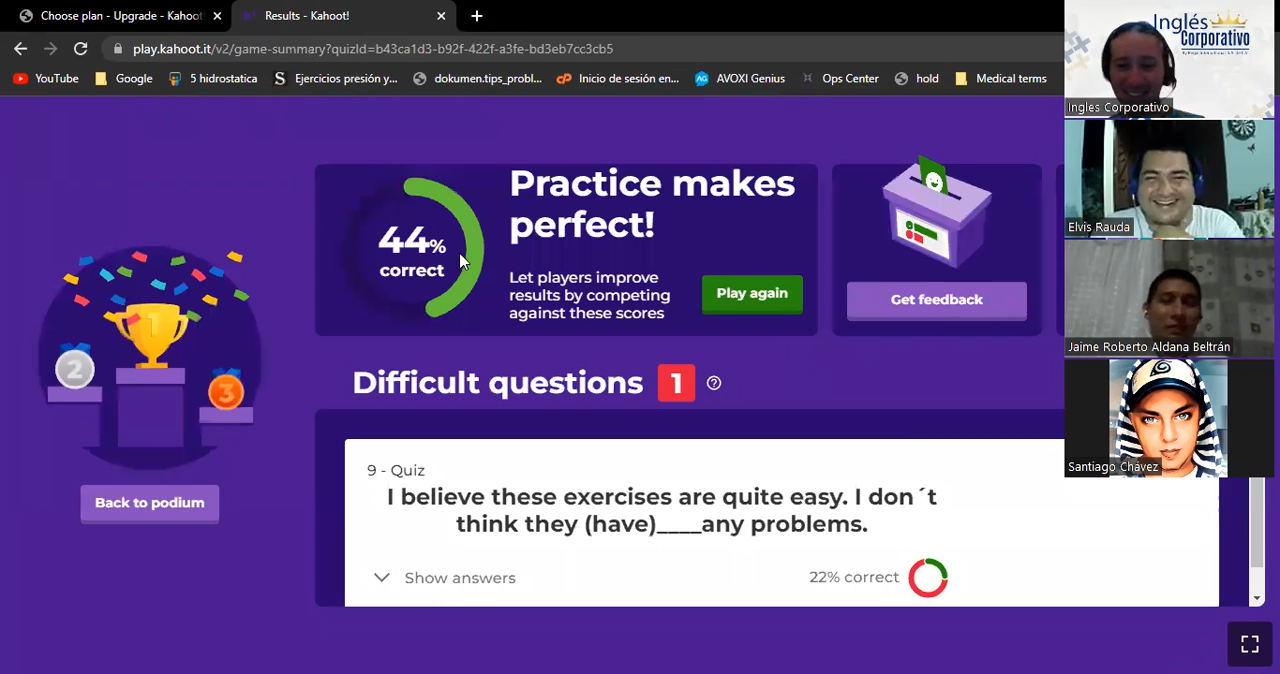 Choose plan - Upgrade - Kahoot
Results - Kahoot!
play.kahoot.it/v2/game-summary?quizId=b43ca1d3-b92f-422f-a3fe-bd3eb7cc3cb5
YouTube
Google
5 hidrostatica
Ejercicios presión y...
dokumen.tips_probl...
Inicio de sesión en...
AVOXI Genius
Ops Center
hold
Medical terms
Inglés
Corporativo
Ingles Corporativo
Elvis Rauda
Jaime Roberto Aldana Beltrán
Santiago Chávez
44%
correct
Practice makes
perfect!
Let players improve
results by competing
against these scores
Play again
Get feedback
1
2
3
Back to podium
Difficult questions 1
9 - Quiz
I believe these exercises are quite easy. I don´t
think they (have)____any problems.
Show answers
22% correct